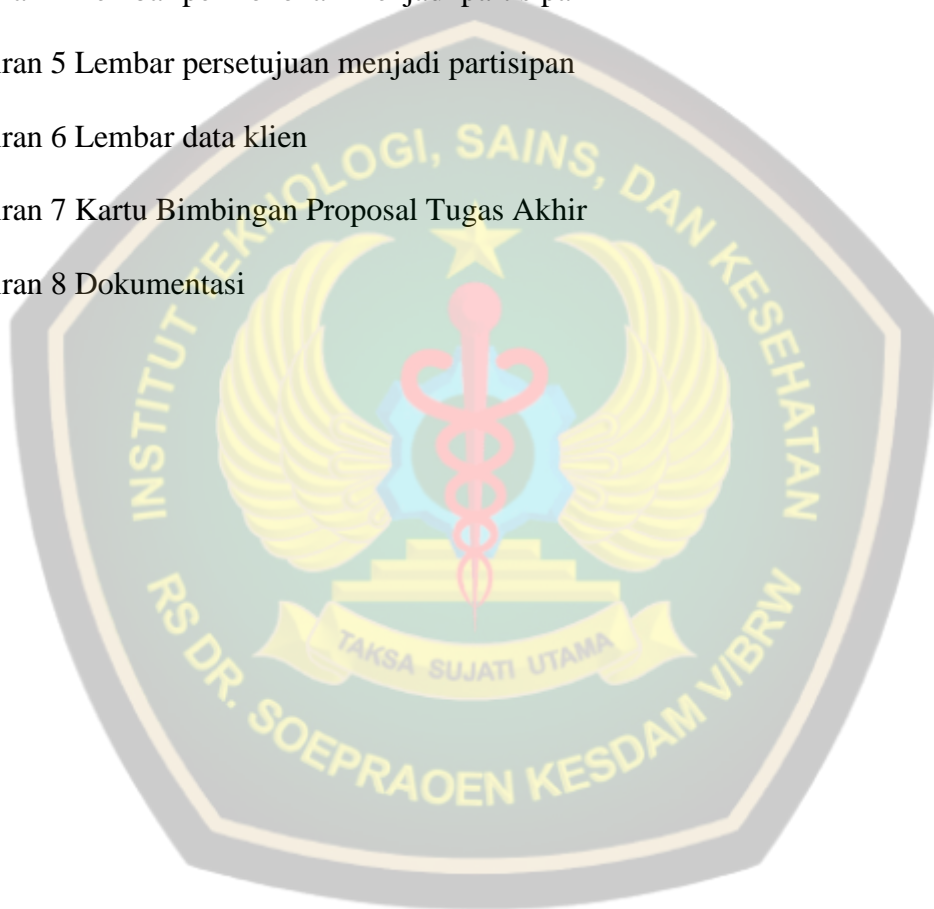 ran 5 Lembar persetujuan menjadi partisipan
ran 6 Lembar data klien
ran 7 Kartu Bimbingan Proposal Tugas Akhir
ran 8 Dokumentasi
INSTITUT TEKNOLOGI, SAINS, DAN KESEHATAN
TAKSA SUJATI UTAMA
RS DR. SOEPRAOEN KESDAM V/BRW